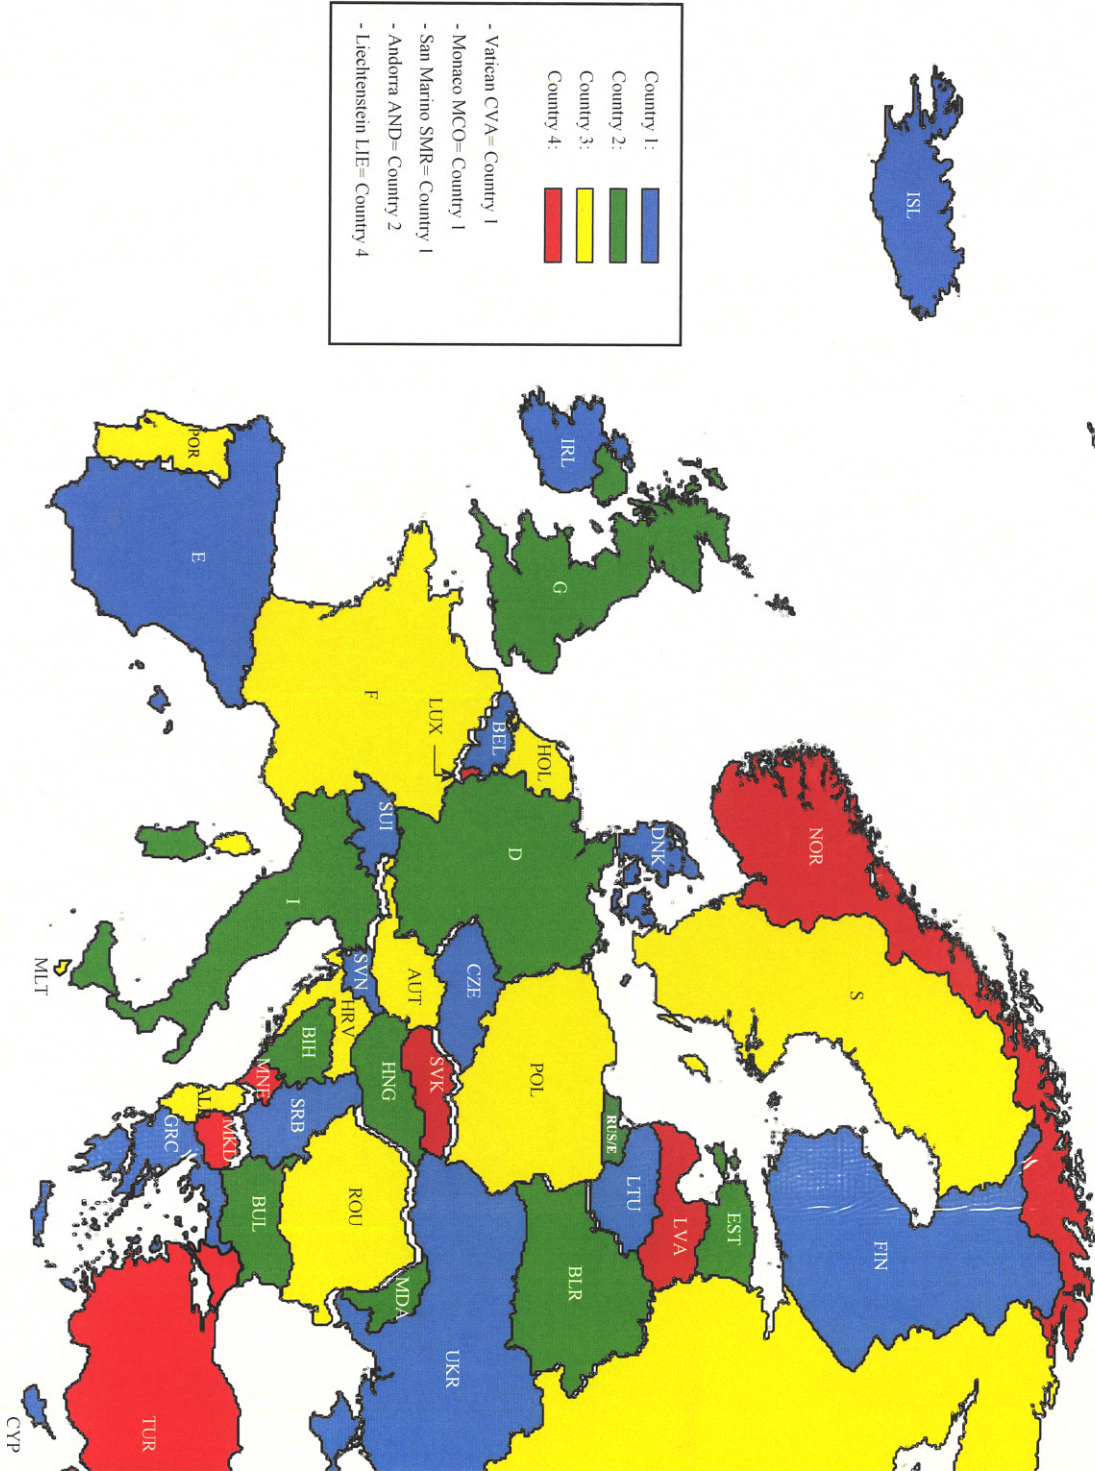 Country 1:
Country 2:
Country 3:
Country 4:
- Vatican CVA= Country 1
- Monaco MCO= Country 1
- San Marino SMR= Country 1
- Andorra AND= Country 2
- Liechtenstein LIE= Country 4
ISL
NOR
S
FIN
DNK
EST
LVA
LTU
RUS/E
IRL
G
HOL
BEL
LUX
D
POL
BLR
CZE
SVK
UKR
F
SUI
AUT
HNG
MDA
SVN
HRV
ROU
I
BIH
SRB
BUL
MNE
MKD
POR
E
GRC
TUR
MLT
CYP